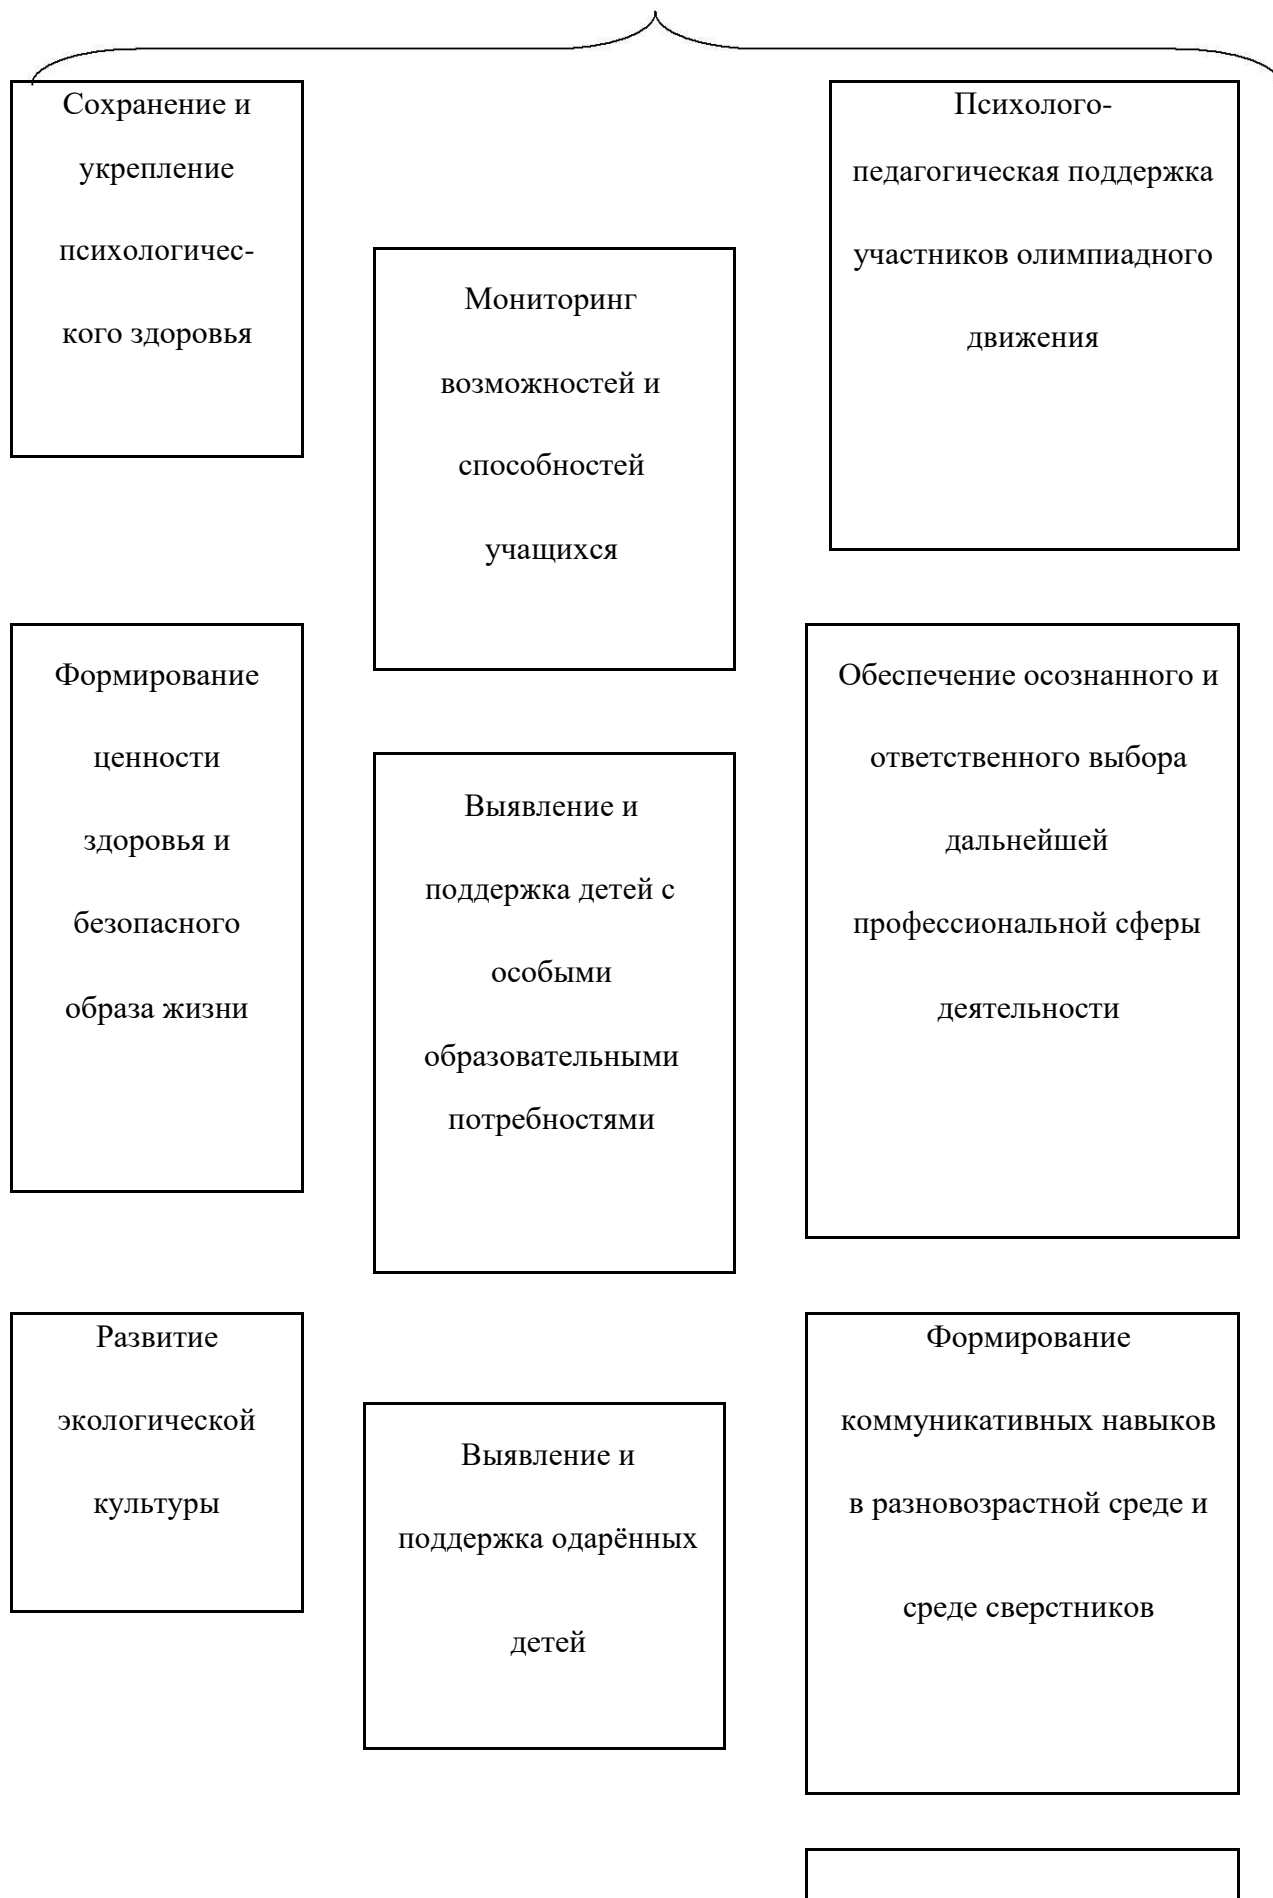 Сохранение и
укрепление
психологичес-
кого здоровья
Мониторинг
возможностей и
способностей
учащихся
Психолого-
педагогическая поддержка
участников олимпиадного
движения
Формирование
ценности
здоровья и
безопасного
образа жизни
Выявление и
поддержка детей с
особыми
образовательными
потребностями
Обеспечение осознанного и
ответственного выбора
дальнейшей
профессиональной сферы
деятельности
Развитие
экологической
культуры
Выявление и
поддержка одарённых
детей
Формирование
коммуникативных навыков
в разновозрастной среде и
среде сверстников